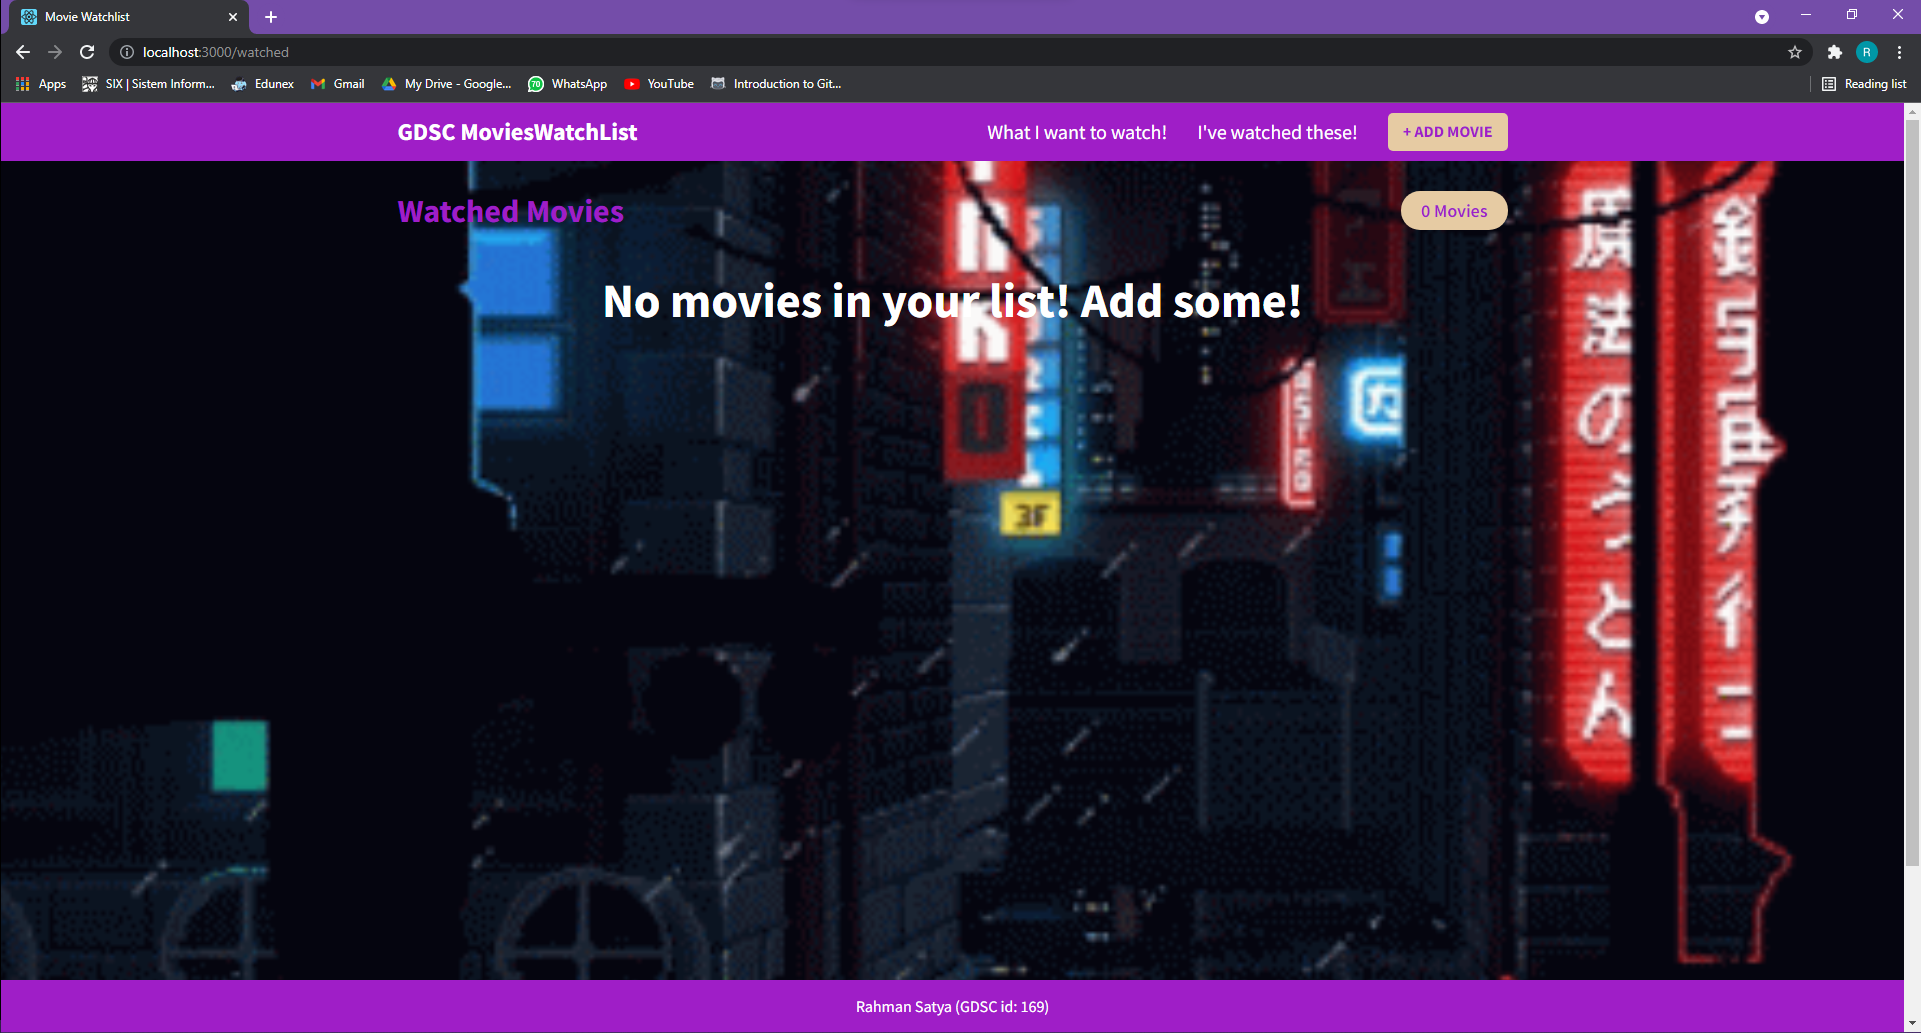 Movie Watchlist
localhost:3000/watched
R
Apps
SIX | Sistem Inform...
Edunex
Gmail
My Drive - Google...
70
WhatsApp
YouTube
Introduction to Git...
Reading list
GDSC MoviesWatchList
What I want to watch!
I've watched these!
+ ADD MOVIE
Watched Movies
0 Movies
No movies in your list! Add some!
3F
Rahman Satya (GDSC id: 169)